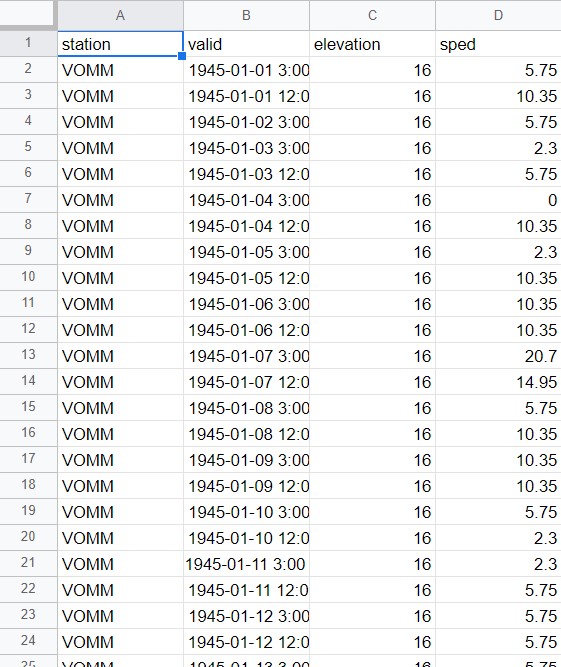 A B C D
1 station valid elevation sped
2 VOMM 1945-01-01 3:00 16 5.75
3 VOMM 1945-01-01 12:0 16 10.35
4 VOMM 1945-01-02 3:00 16 5.75
5 VOMM 1945-01-03 3:00 16 2.3
6 VOMM 1945-01-03 12:0 16 5.75
7 VOMM 1945-01-04 3:00 16 0
8 VOMM 1945-01-04 12:0 16 10.35
9 VOMM 1945-01-05 3:00 16 2.3
10 VOMM 1945-01-05 12:0 16 10.35
11 VOMM 1945-01-06 3:00 16 10.35
12 VOMM 1945-01-06 12:0 16 10.35
13 VOMM 1945-01-07 3:00 16 20.7
14 VOMM 1945-01-07 12:0 16 14.95
15 VOMM 1945-01-08 3:00 16 5.75
16 VOMM 1945-01-08 12:0 16 10.35
17 VOMM 1945-01-09 3:00 16 10.35
18 VOMM 1945-01-09 12:0 16 10.35
19 VOMM 1945-01-10 3:00 16 5.75
20 VOMM 1945-01-10 12:0 16 2.3
21 VOMM 1945-01-11 3:00 16 2.3
22 VOMM 1945-01-11 12:0 16 5.75
23 VOMM 1945-01-12 3:00 16 5.75
24 VOMM 1945-01-12 12:0 16 5.75
25 VOMM 1945-01-13 3:00 16 5.75